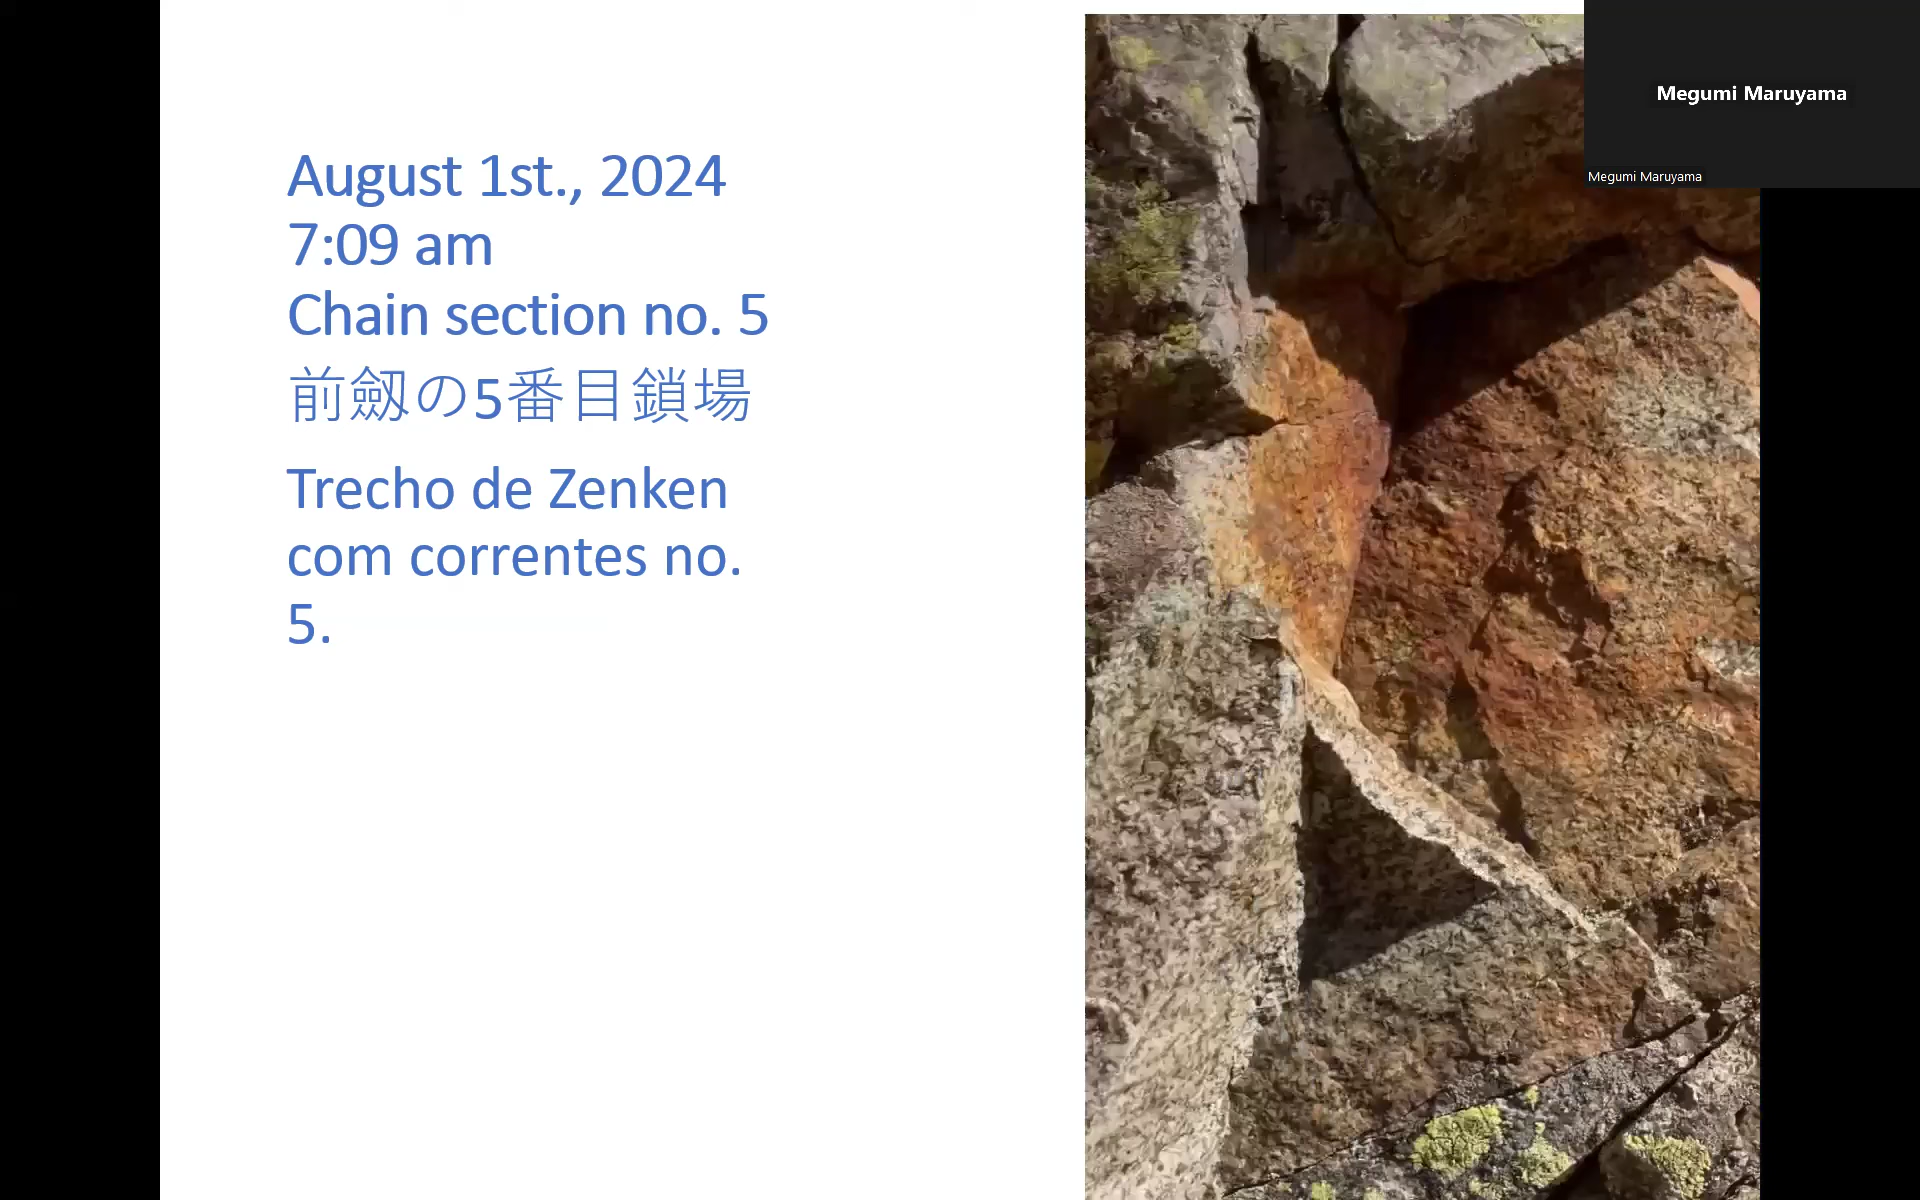 August 1st., 2024
7:09 am
Chain section no. 5
前劔の5番目鎖場
Trecho de Zenken
com correntes no.
5.
Megumi Maruyama
Megumi Maruyama